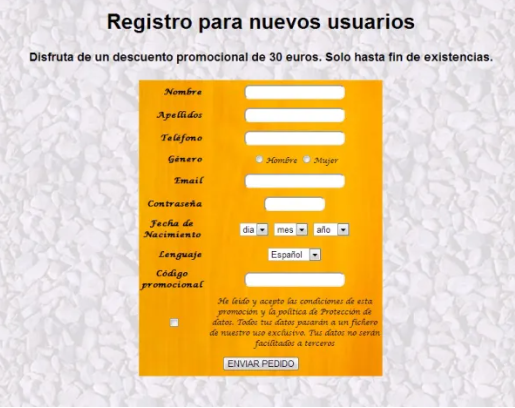 Registro para nuevos usuarios
Disfruta de un descuento promocional de 30 euros. Solo hasta fin de existencias.
Nombre
Apellidos
Teléfono
Género Hombre Mujer
Email
Contraseña
Fecha de
Nacimiento
dia mes año
Lenguaje Español
Código
promocional
He leído y acepto las condiciones de esta
promoción y la política de Protección de
datos. Todos tus datos pasarán a un fichero
de nuestro uso exclusivo. Tus datos no serán
facilitados a terceros
ENVIAR PEDIDO